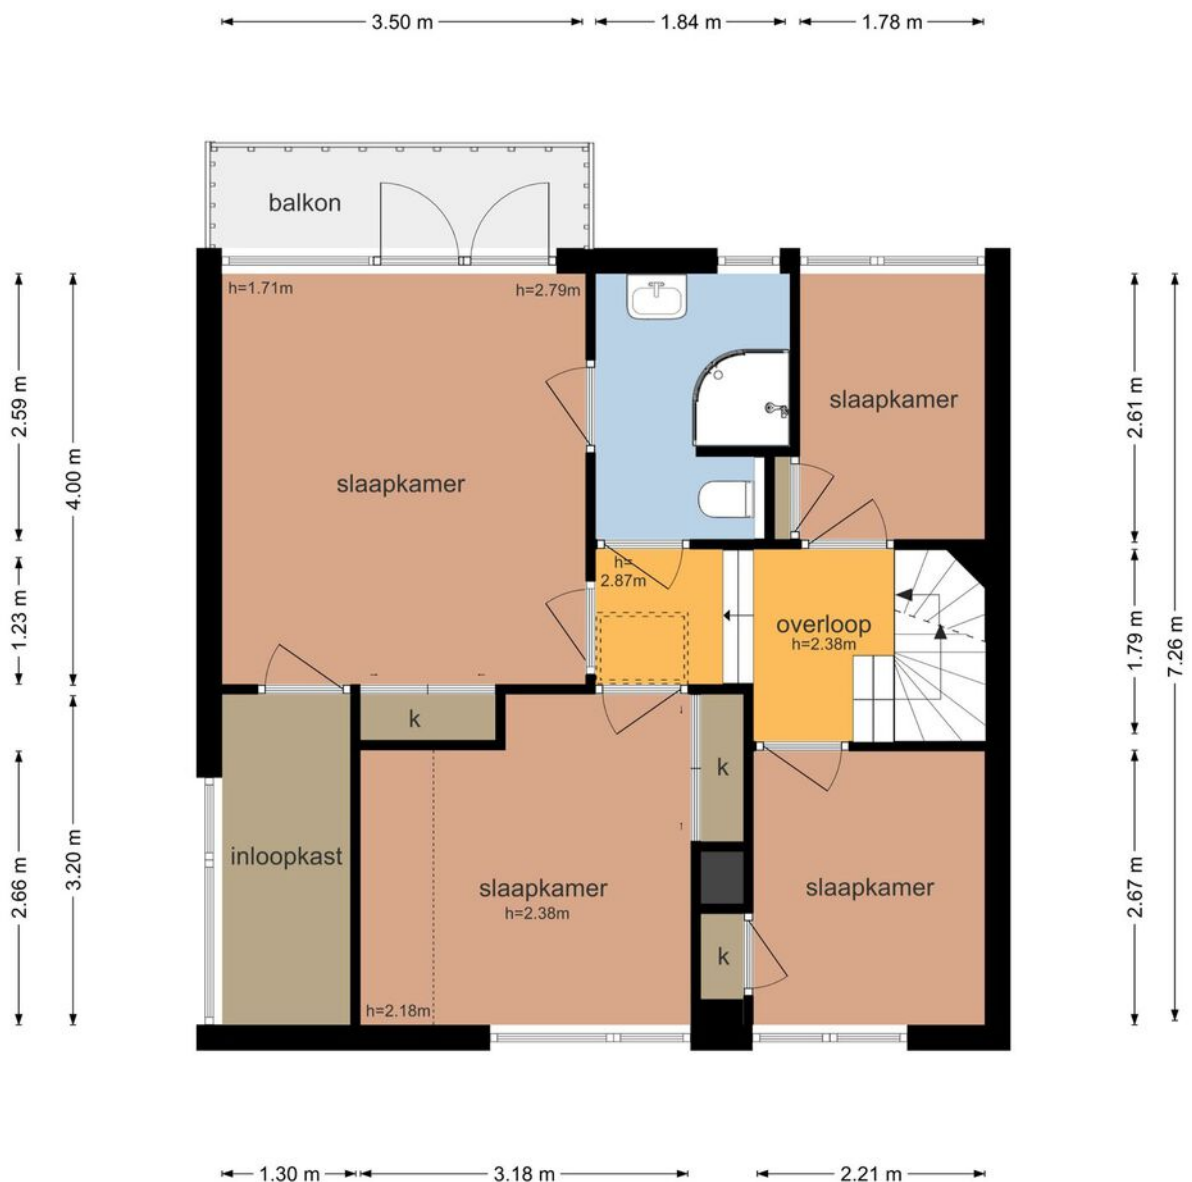 3.50 m
1.84 m
1.78 m
balkon
h=1.71m
h=2.79m
2.59 m
4.00 m
slaapkamer
slaapkamer
2.61 m
h=
2.87m
1.23 m
overloop
h=2.38m
1.79 m
7.26 m
k
k
inloopkast
2.66 m
3.20 m
slaapkamer
h=2.38m
slaapkamer
2.67 m
k
h=2.18m
1.30 m
3.18 m
2.21 m